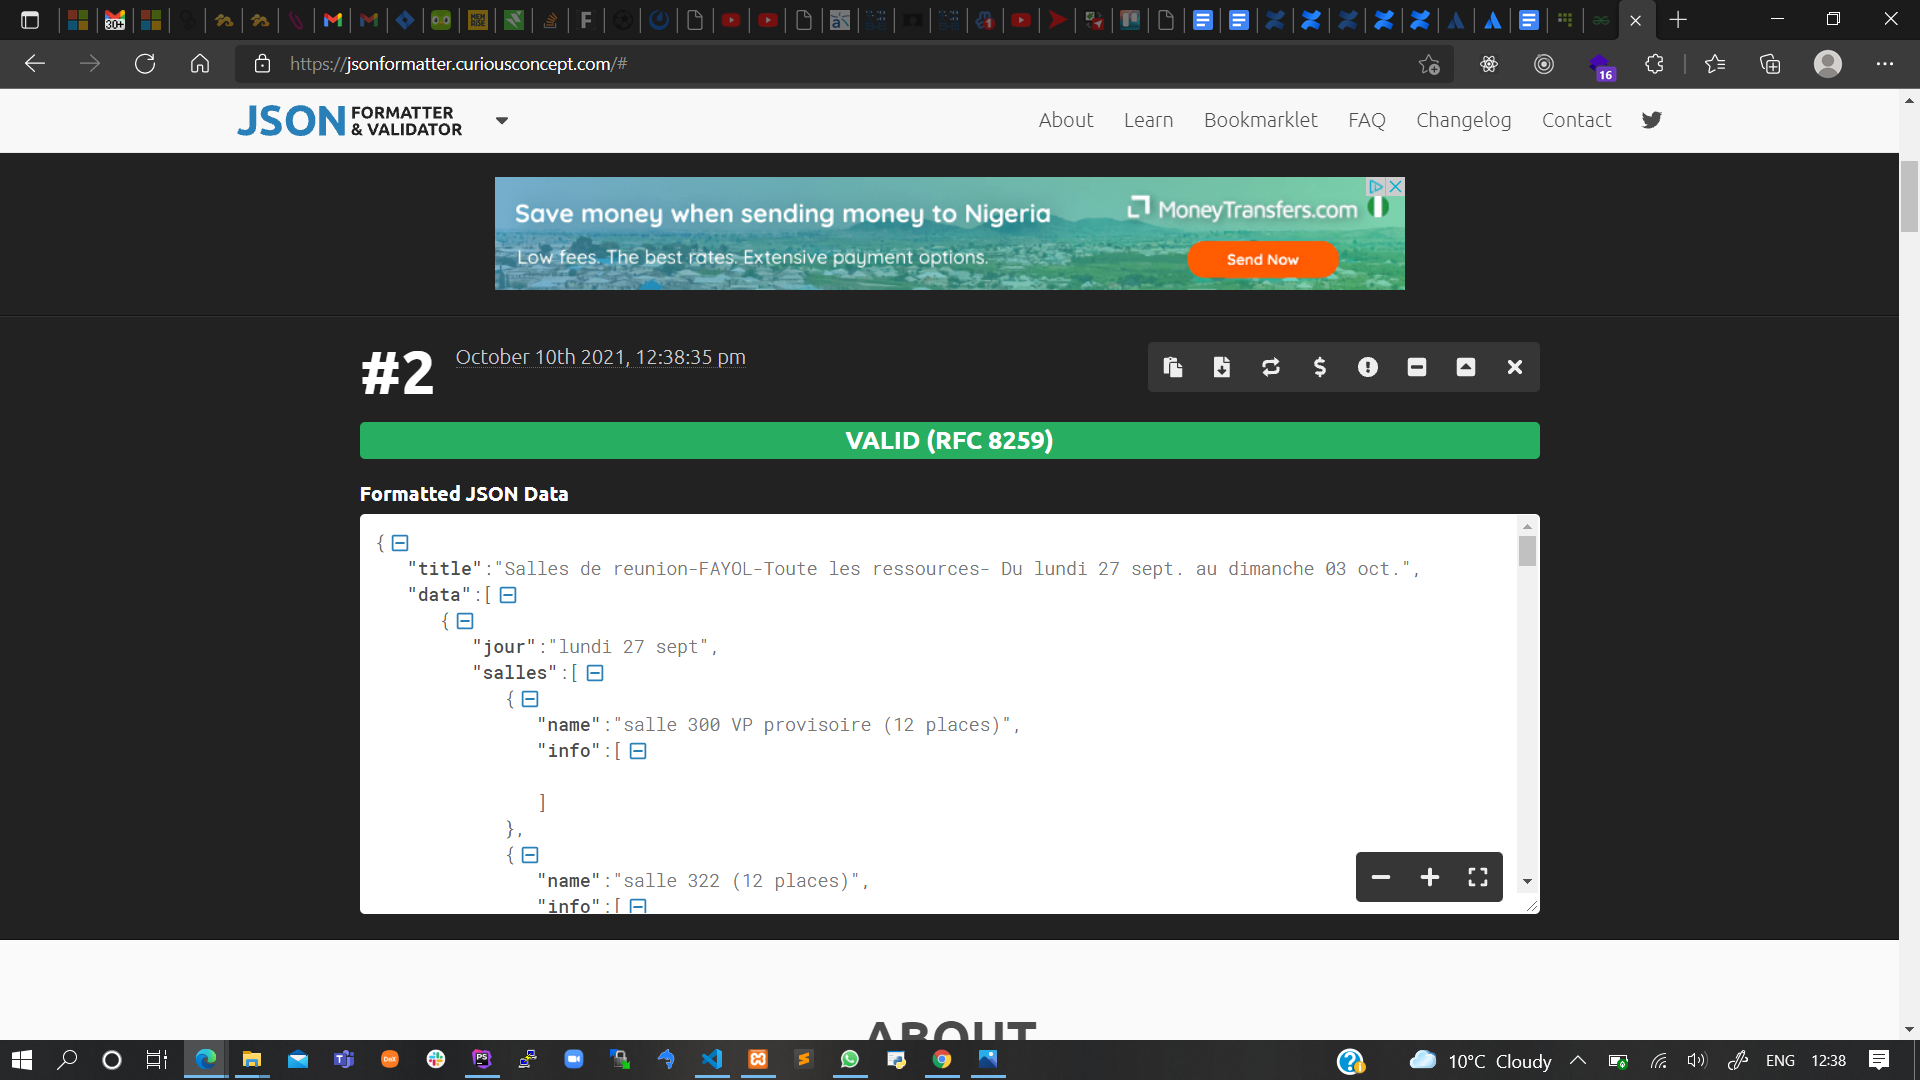 30+
https://jsonformatter.curiousconcept.com/#
16
JSON FORMATTER & VALIDATOR
About Learn Bookmarklet FAQ Changelog Contact
Save money when sending money to Nigeria
MoneyTransfers.com
Low fees. The best rates. Extensive payment options.
Send Now
#2
October 10th 2021, 12:38:35 pm
VALID (RFC 8259)
Formatted JSON Data
{
"title":"Salles de reunion-FAYOL-Toute les ressources- Du lundi 27 sept. au dimanche 03 oct.",
"data":[
{
"jour":"lundi 27 sept",
"salles":[
{
"name":"salle 300 VP provisoire (12 places)",
"info":[
]
},
{
"name":"salle 322 (12 places)",
"info":[
ABOUT
10°C Cloudy
ENG
12:38